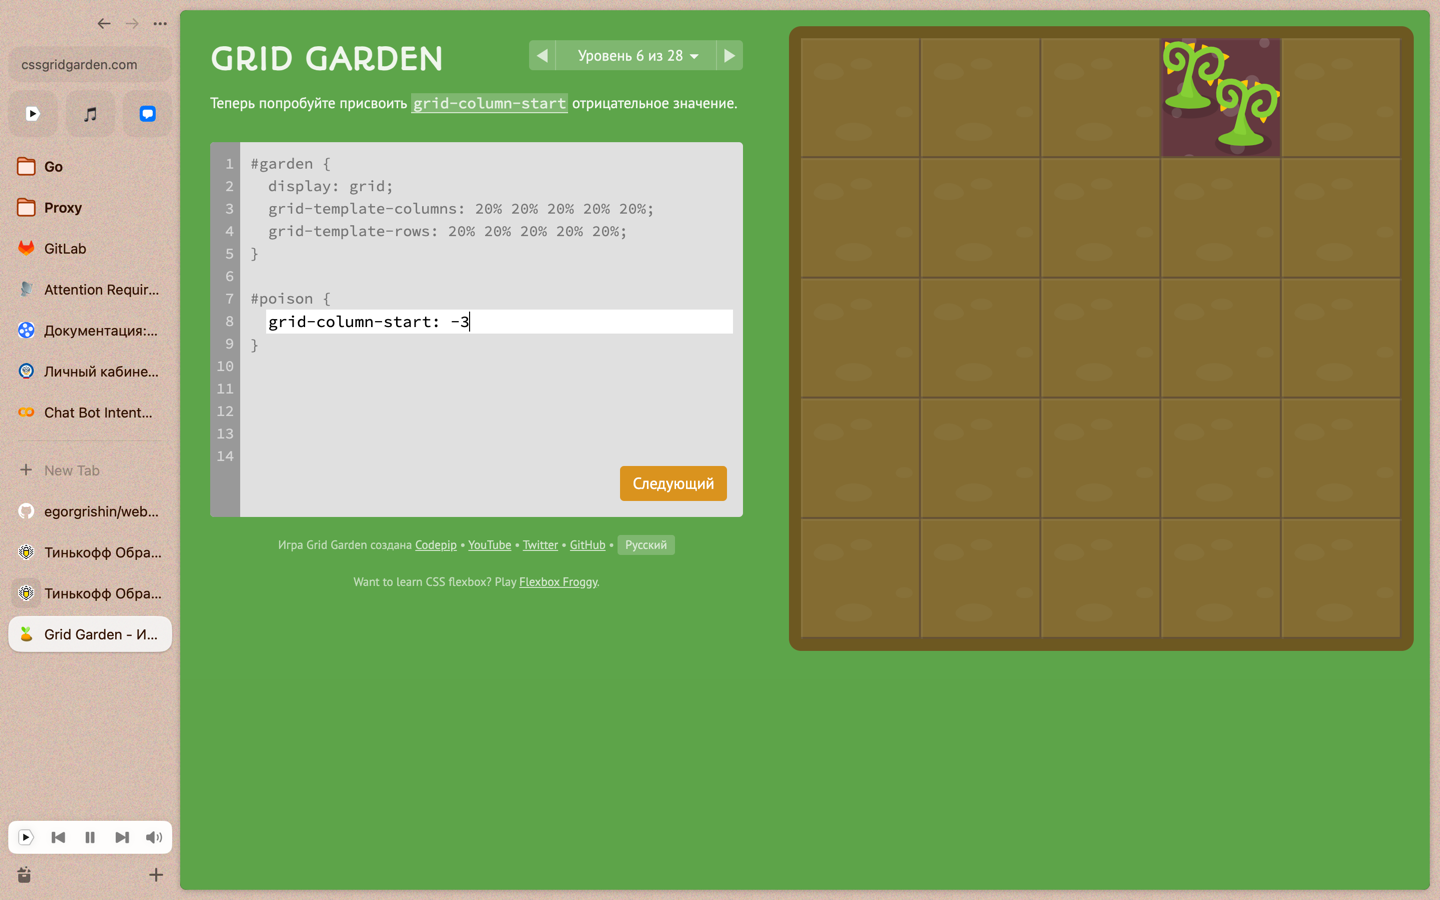 cssgridgarden.com
Go
Proxy
GitLab
Attention Requir...
Документация:...
Личный кабине...
Chat Bot Intent...
New Tab
egorgrishin/web...
Тинькофф Обра...
Тинькофф Обра...
Grid Garden - И...
GRID GARDEN
Уровень 6 из 28
Теперь попробуйте присвоить grid-column-start отрицательное значение.
1 #garden {
2 display: grid;
3 grid-template-columns: 20% 20% 20% 20% 20%;
4 grid-template-rows: 20% 20% 20% 20% 20%;
5 }
6
7 #poison {
8 grid-column-start: -3
9 }
10
11
12
13
14
Следующий
Игра Grid Garden создана Codepip • YouTube • Twitter • GitHub • Русский
Want to learn CSS flexbox? Play Flexbox Froggy.